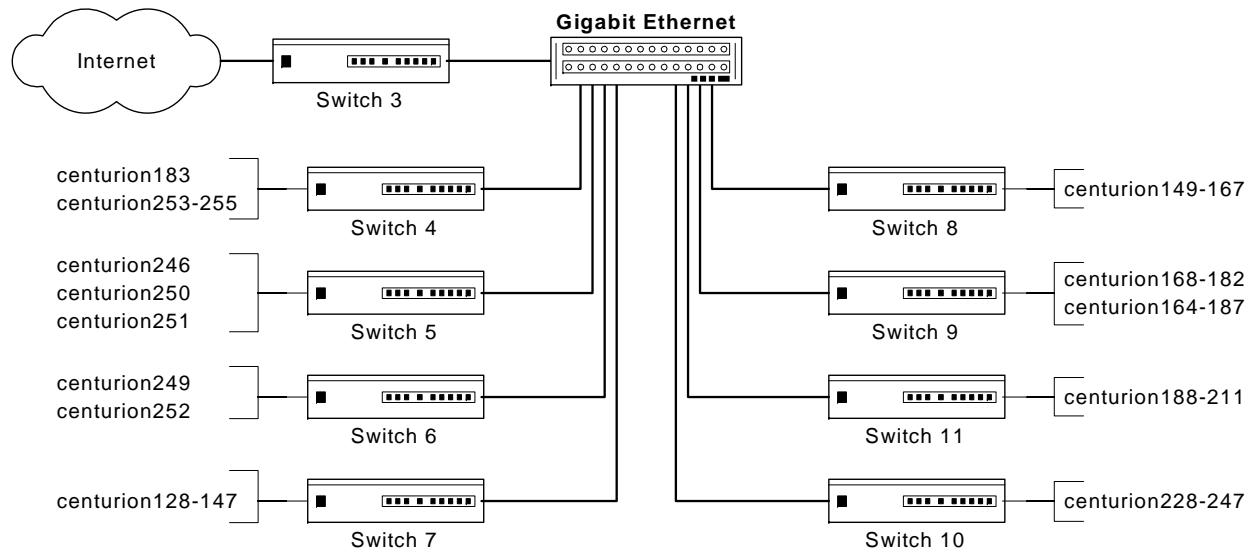 Gigabit Ethernet
Internet
Switch 3
centurion183
centurion253-255
Switch 4
centurion246
centurion250
centurion251
Switch 5
centurion249
centurion252
Switch 6
centurion128-147
Switch 7
centurion149-167
Switch 8
centurion168-182
centurion164-187
Switch 9
centurion188-211
Switch 11
centurion228-247
Switch 10